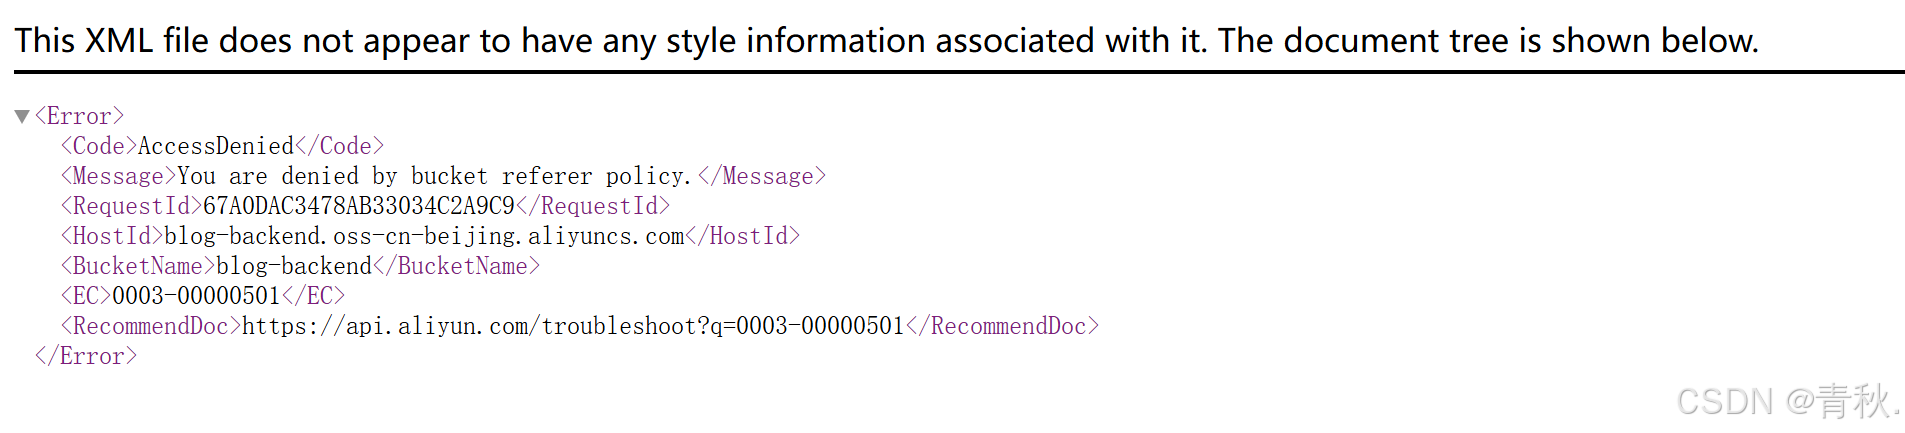 This XML file does not appear to have any style information associated with it. The document tree is shown below.
▼<Error>
<Code>AccessDenied</Code>
<Message>You are denied by bucket referer policy.</Message>
<RequestId>67A0DAC3478AB33034C2A9C9</RequestId>
<HostId>blog-backend.oss-cn-beijing.aliyuncs.com</HostId>
<BucketName>blog-backend</BucketName>
<EC>0003-00000501</EC>
<RecommendDoc>https://api.aliyun.com/troubleshoot?q=0003-00000501</RecommendDoc>
</Error>
CSDN @青秋.